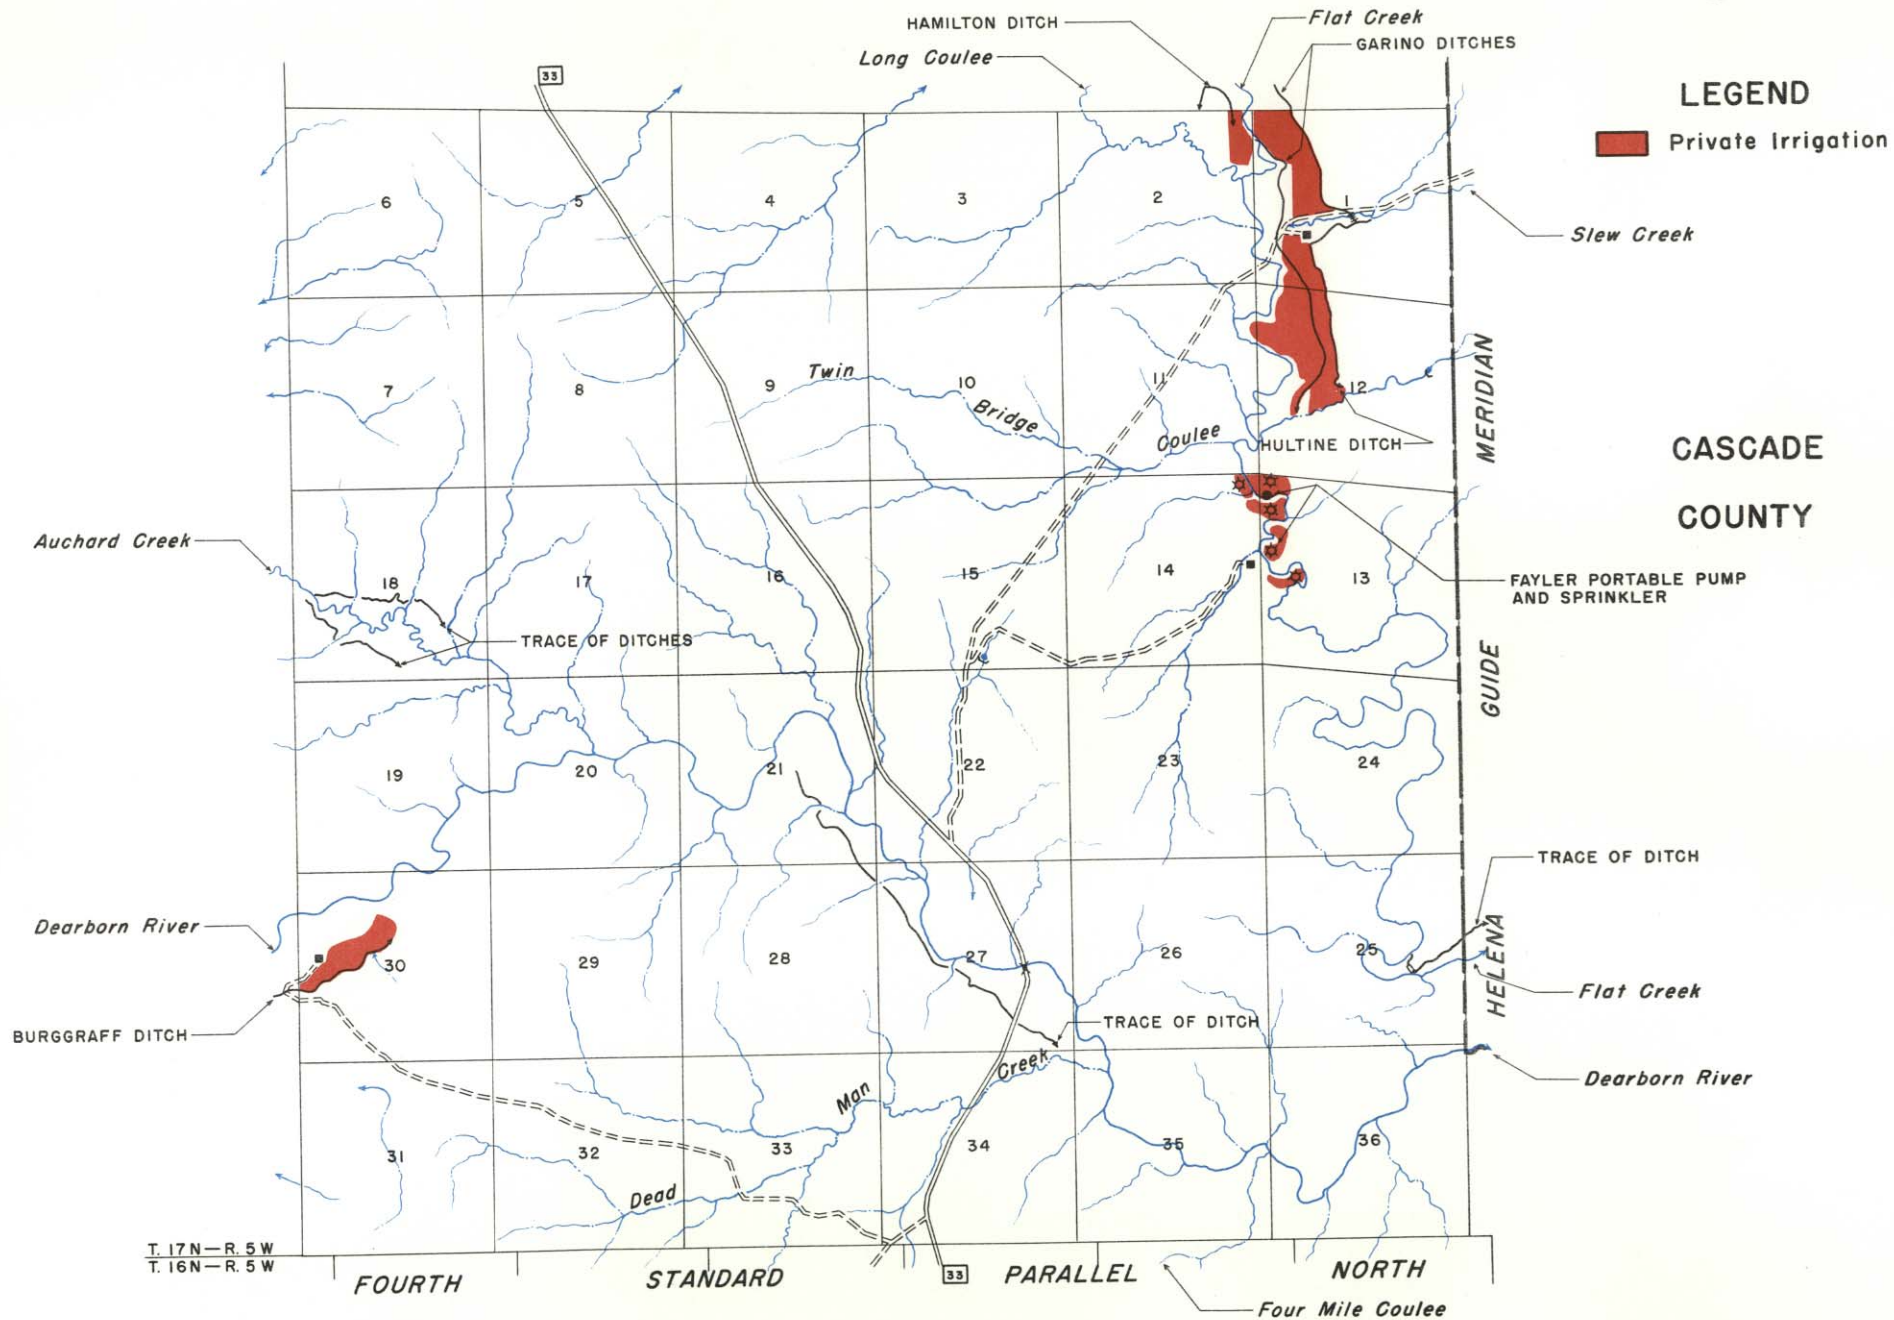 HAMILTON DITCH
Flat Creek
GARINO DITCHES
Long Coulee
33
LEGEND
Private Irrigation
6
5
4
3
2
1
Slew Creek
7
8
9
Twin
10
Bridge
11
Coulee
12
HULTINE DITCH
MERIDIAN
CASCADE
COUNTY
Auchard Creek
18
17
16
15
14
13
FAYLER PORTABLE PUMP
AND SPRINKLER
TRACE OF DITCHES
GUIDE
19
20
21
22
23
24
TRACE OF DITCH
Dearborn River
30
29
28
27
26
25
HELENA
Flat Creek
BURGGRAFF DITCH
TRACE OF DITCH
Creek
Man
Dearborn River
31
32
33
34
35
36
Dead
T. 17N—R. 5W
T. 16N—R. 5W
FOURTH
STANDARD
33
PARALLEL
NORTH
Four Mile Coulee